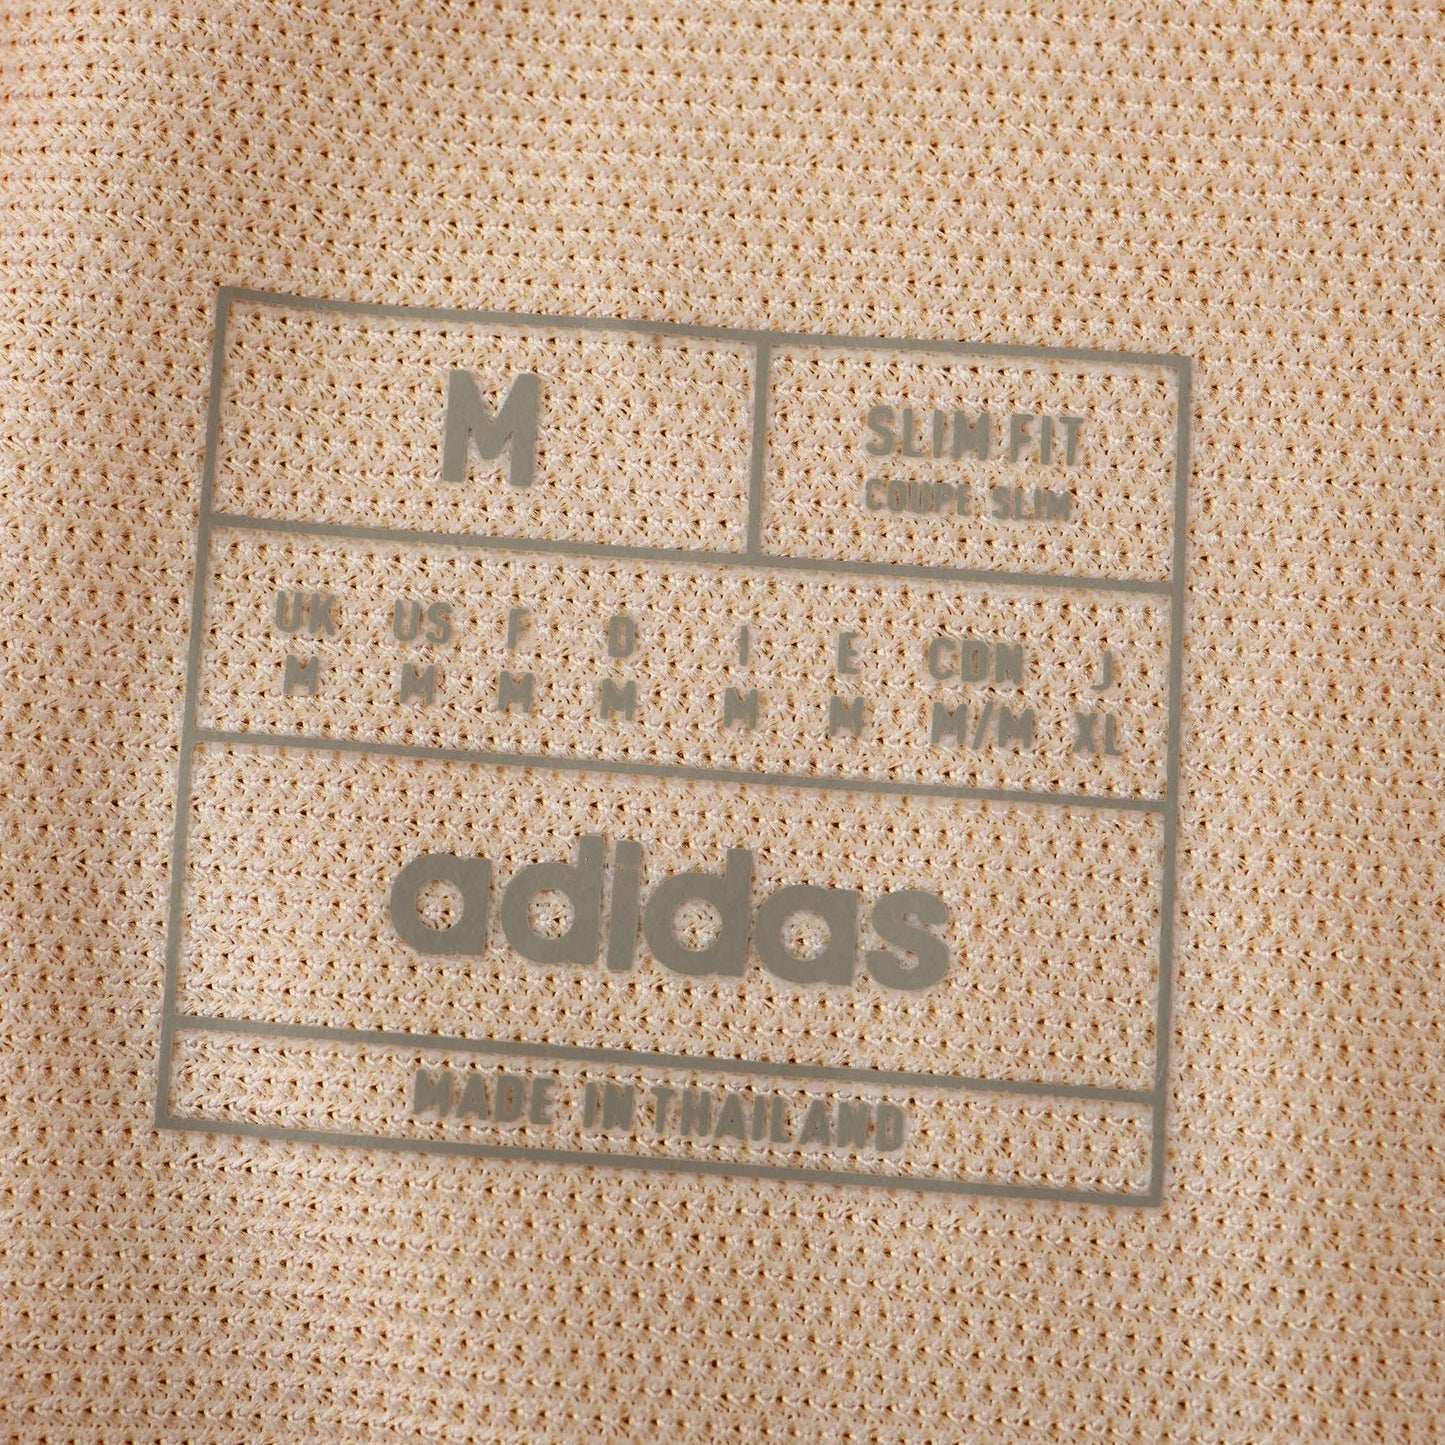 M
SLIM FIT
COUPE SLIM
UK US F D I E CDN J
M M M M M M M/M XL
adidas
MADE IN THAILAND